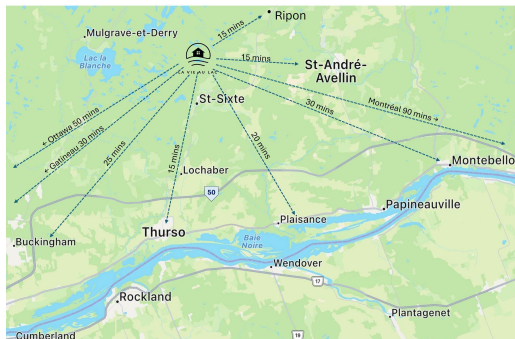 Ripon
15 mins
Mulgrave-et-Derry
Lac la
Blanche
LA VIE AU LAC
15 mins
St-André-
Avellin
St-Sixte
30 mins
Montréal 90 mins →
← Ottawa 50 mins
← Gatineau 30 mins
25 mins
15 mins
20 mins
Lochaber
Montebello
50
Papineauville
Plaisance
Thurso
Baie
Noire
Buckingham
Wendover
17
Rockland
Plantagenet
Cumberland
19